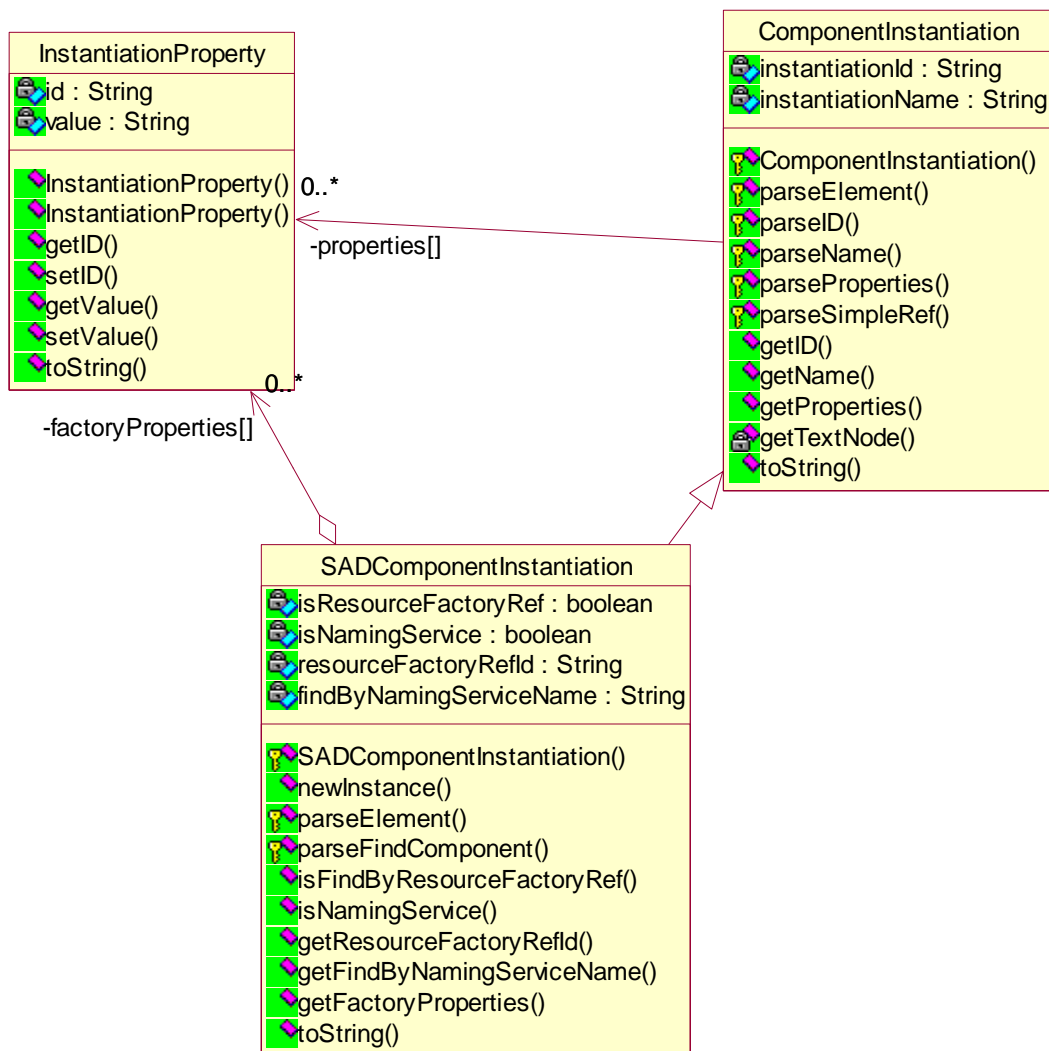 InstantiationProperty
id : String
value : String
InstantiationProperty()
InstantiationProperty()
getID()
setID()
getValue()
setValue()
toString()
ComponentInstantiation
instantiationId : String
instantiationName : String
ComponentInstantiation()
parseElement()
parseID()
parseName()
parseProperties()
parseSimpleRef()
getID()
getName()
getProperties()
getTextNode()
toString()
0..*
-properties[]
0..*
-factoryProperties[]
SADComponentInstantiation
isResourceFactoryRef : boolean
isNamingService : boolean
resourceFactoryRefId : String
findByNamingServiceName : String
SADComponentInstantiation()
newInstance()
parseElement()
parseFindComponent()
isFindByResourceFactoryRef()
isNamingService()
getResourceFactoryRefId()
getFindByNamingServiceName()
getFactoryProperties()
toString()